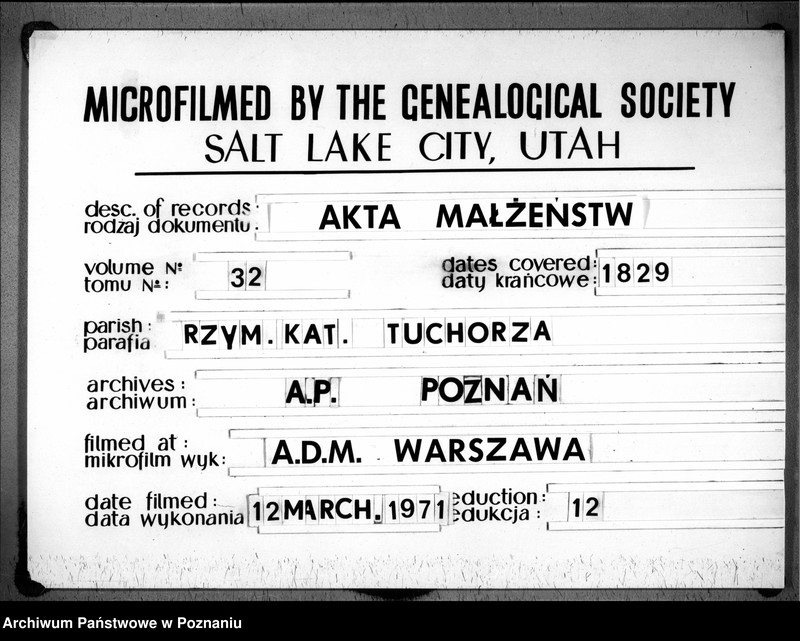 MICROFILMED BY THE GENEALOGICAL SOCIETY
SALT LAKE CITY, UTAH
desc. of records:
rodzaj dokumentu.
AKTA MAŁŻEŃSTW
volume №
tomu №:
32
dates covered:
daty krańcowe:
1829
parish:
parafia
RZYM. KAT. TUCHORZA
archives:
archiwum:
A.P. POZNAŃ
filmed at:
mikrofilm wyk:
A.D.M. WARSZAWA
date filmed:
data wykonania
12 MARCH. 1971
eduction:
edukcja:
12
Archiwum Państwowe w Poznaniu